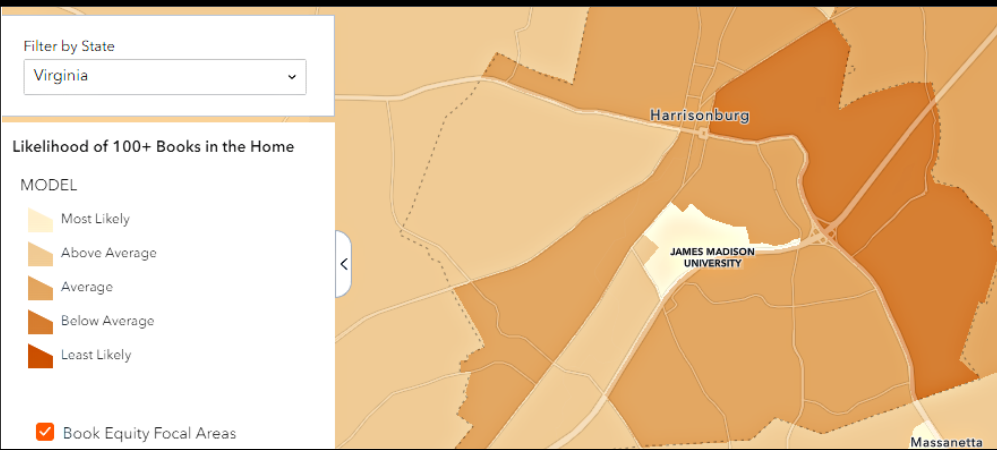 Filter by State
Virginia
Likelihood of 100+ Books in the Home
MODEL
Most Likely
Above Average
Average
Below Average
Least Likely
Book Equity Focal Areas
Harrisonburg
JAMES MADISON
UNIVERSITY
Massanetta